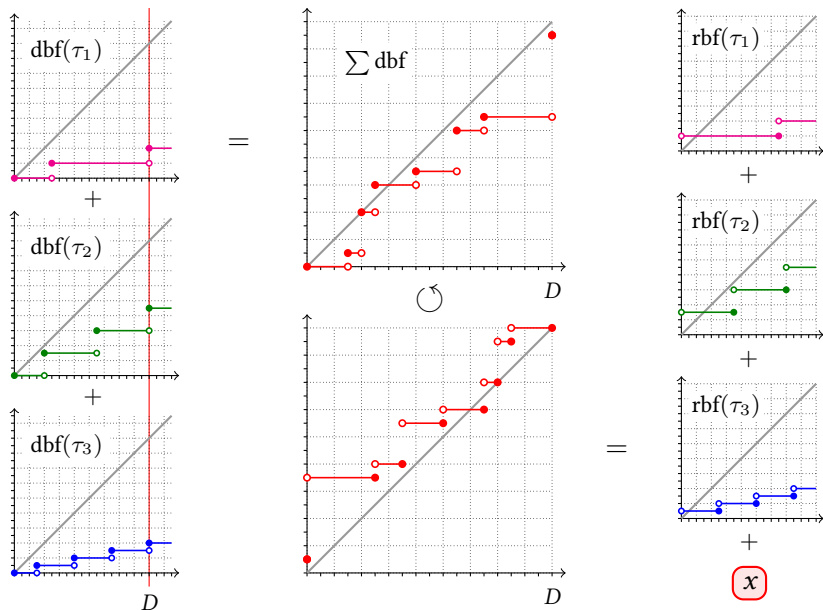 dbf(τ₁)
+
dbf(τ₂)
+
dbf(τ₃)
D
=
∑ dbf
D
↺
D
=
rbf(τ₁)
+
rbf(τ₂)
+
rbf(τ₃)
+
x